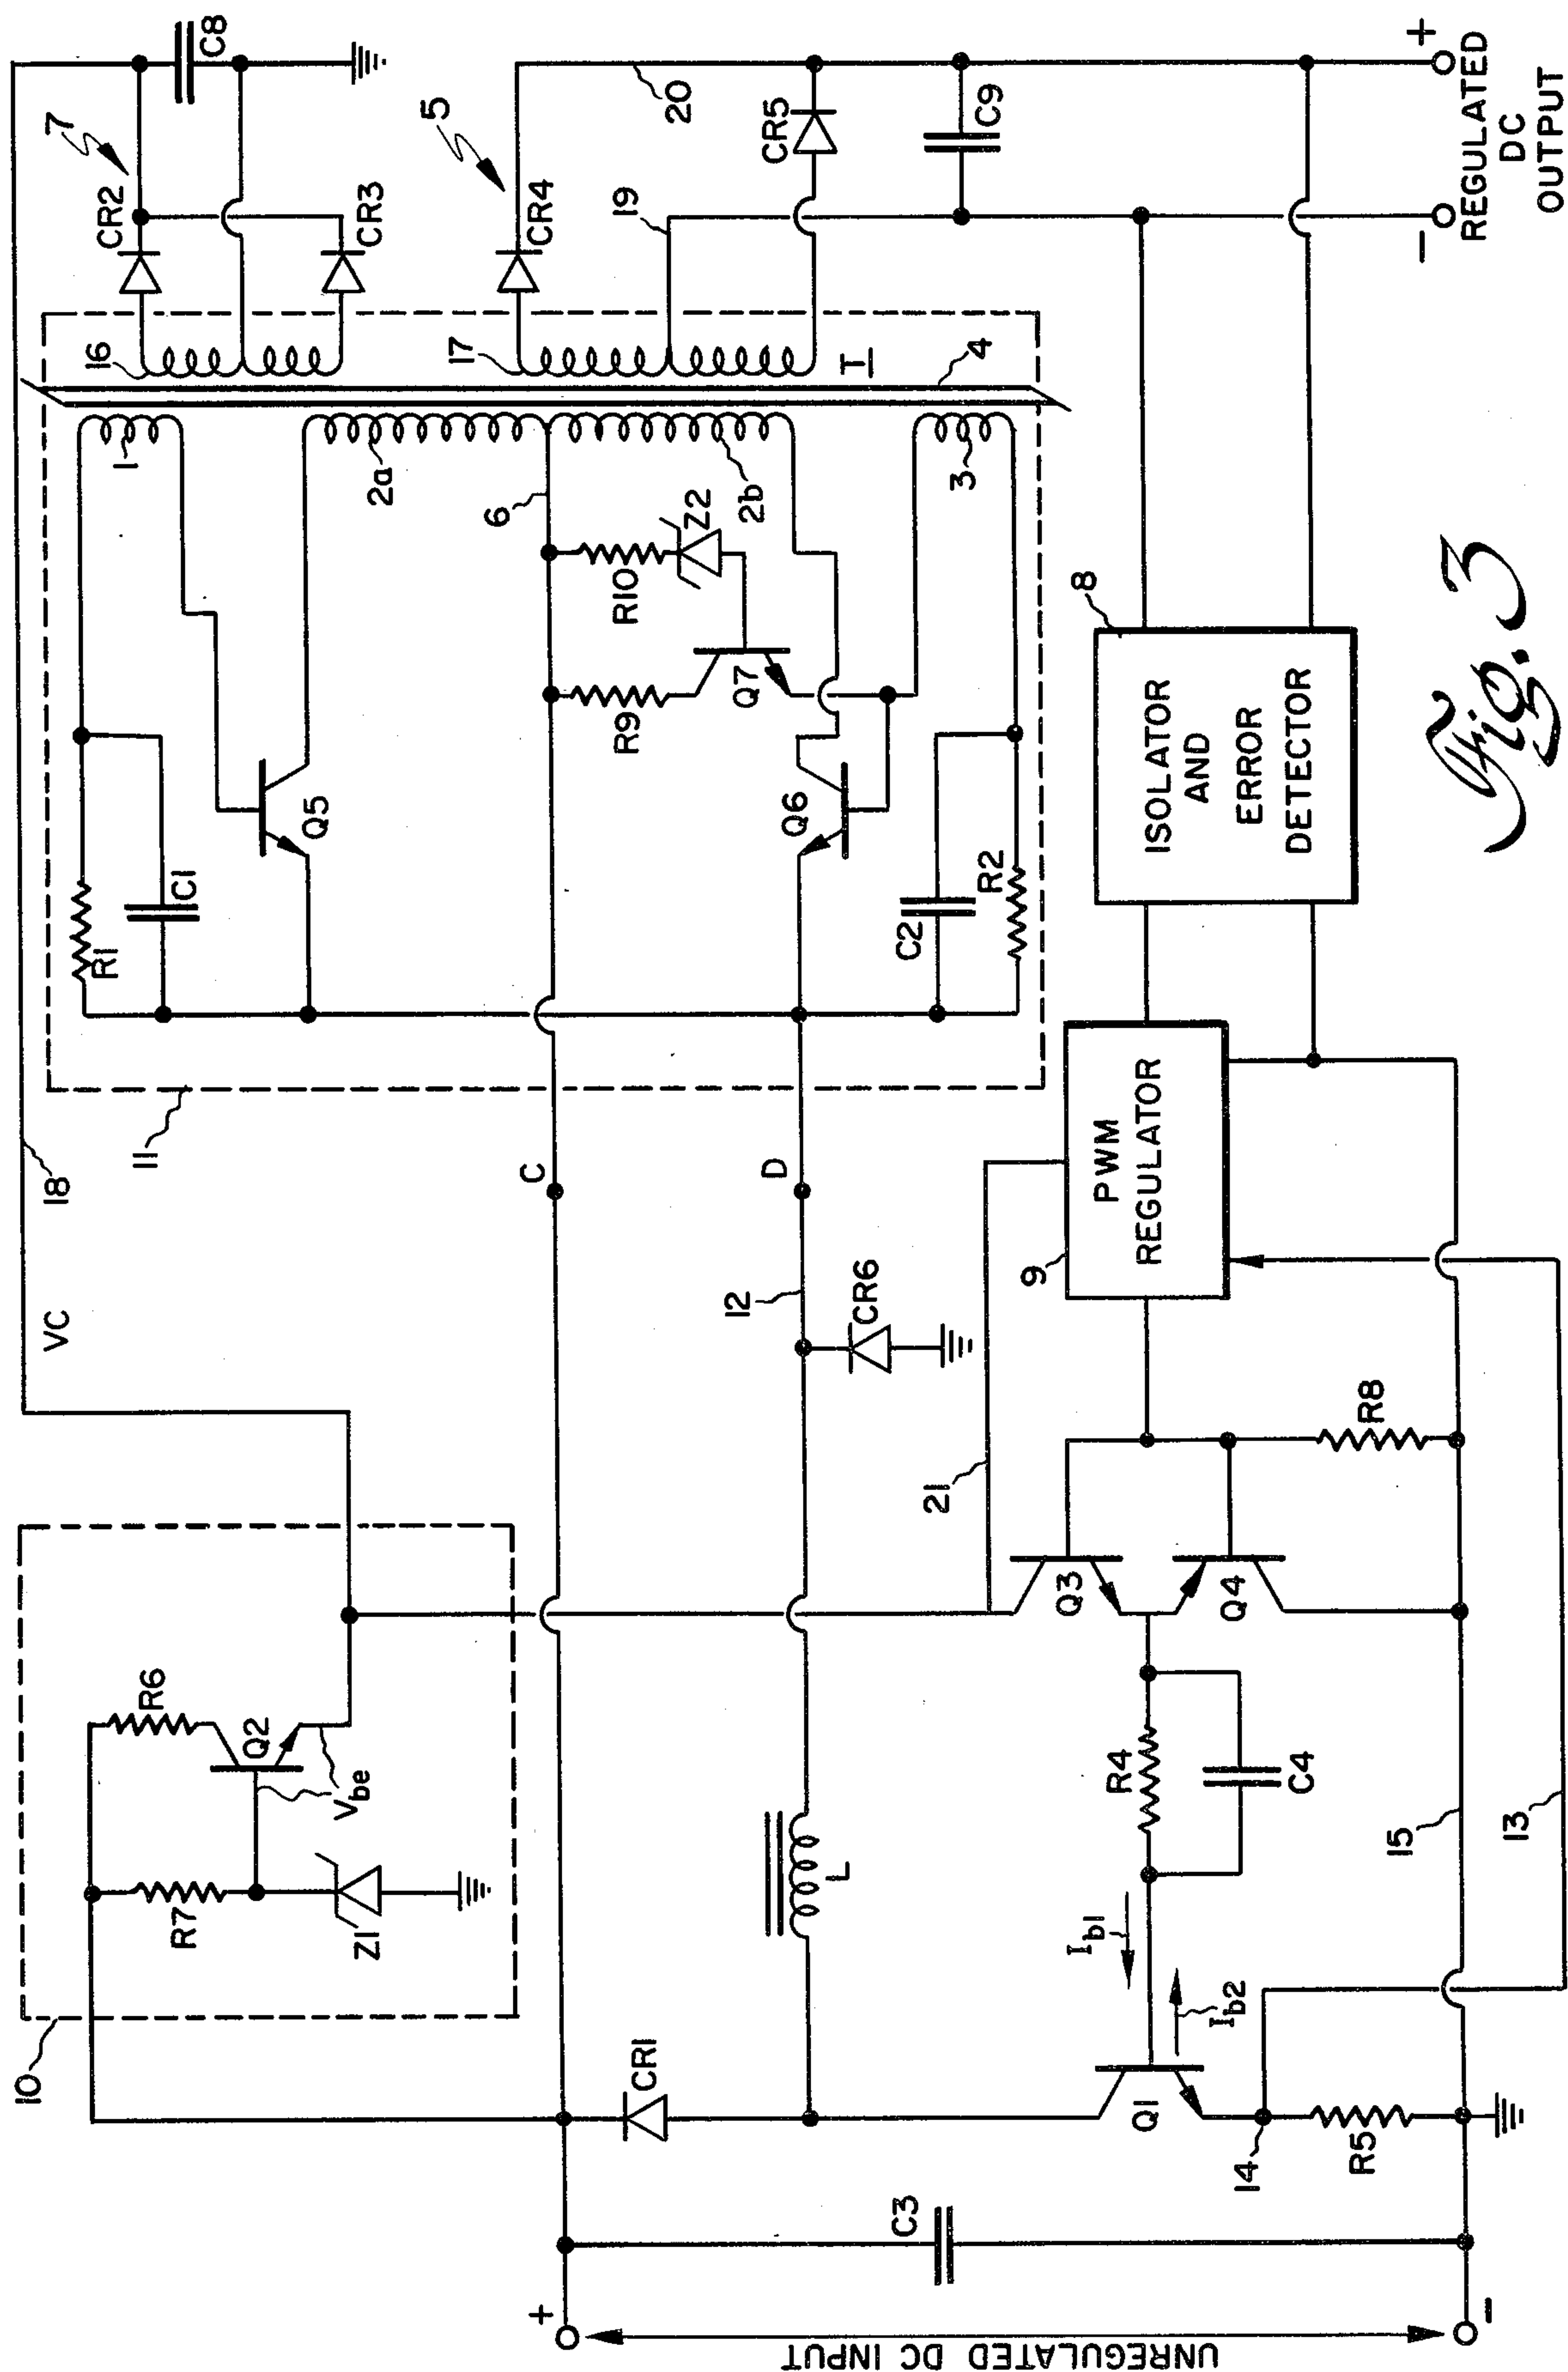 10
R7
R6
Q2
Vbe
Z1
VC
18
11
R1
C1
Q5
1
2a
6
2b
3
R10
Z2
R9
Q7
Q6
C2
R2
16
17
T
4
CR2
CR3
7
C8
5
CR4
20
19
CR5
C9
C
D
12
CR6
L
CR1
UNREGULATED DC INPUT
+
-
C3
Q1
14
R5
Ib1
Ib2
R4
C4
Q3
Q4
21
R8
15
13
9
PWM
REGULATOR
8
ISOLATOR
AND
ERROR
DETECTOR
-
+
REGULATED
DC
OUTPUT
Fig. 3